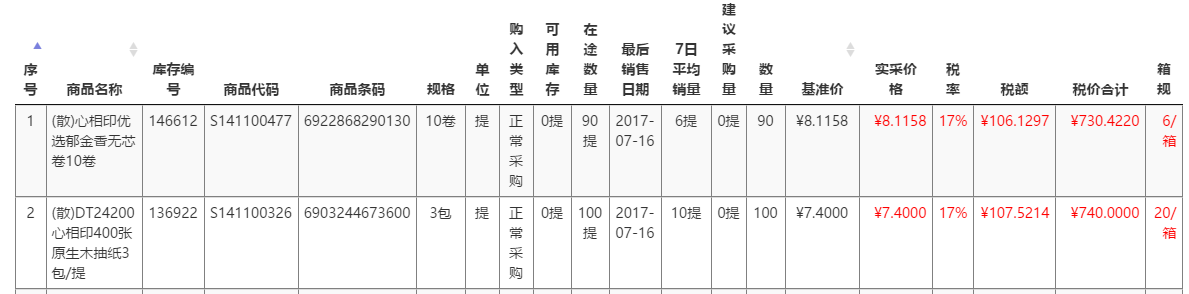 序号 商品名称 库存编号 商品代码 商品条码 规格 单位 购入类型 可用库存 在途数量 最后销售日期 7日平均销量 建议采购量 数量 基准价 实采价格 税率 税额 税价合计 箱规
1 (散)心相印优选郁金香无芯卷10卷 146612 S141100477 6922868290130 10卷 提 正常采购 0提 90提 2017-07-16 6提 0提 90 ¥8.1158 ¥8.1158 17% ¥106.1297 ¥730.4220 6/箱
2 (散)DT24200心相印400张原生木抽纸3包/提 136922 S141100326 6903244673600 3包 提 正常采购 0提 100提 2017-07-16 10提 0提 100 ¥7.4000 ¥7.4000 17% ¥107.5214 ¥740.0000 20/箱